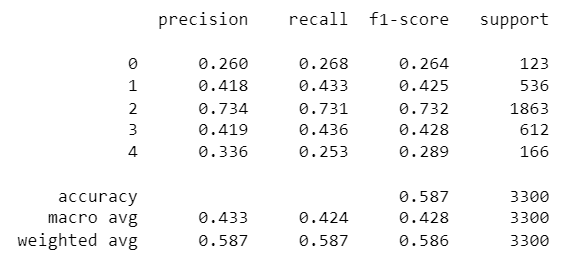 precision recall f1-score support
0 0.260 0.268 0.264 123
1 0.418 0.433 0.425 536
2 0.734 0.731 0.732 1863
3 0.419 0.436 0.428 612
4 0.336 0.253 0.289 166
accuracy 0.587 3300
macro avg 0.433 0.424 0.428 3300
weighted avg 0.587 0.587 0.586 3300